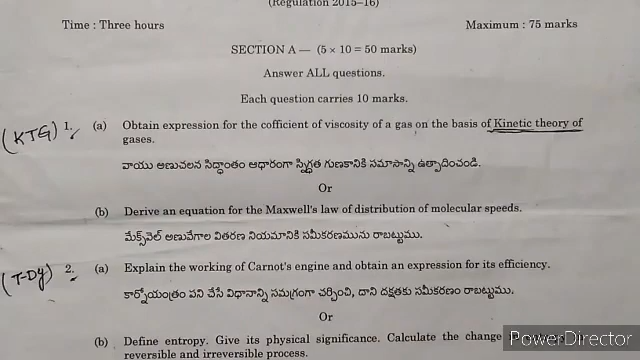 (Regulation 2015–16)
Time : Three hours
Maximum : 75 marks
SECTION A — (5 × 10 = 50 marks)
Answer ALL questions.
Each question carries 10 marks.
(KTG) 1. (a) Obtain expression for the cofficient of viscosity of a gas on the basis of Kinetic theory of
gases.
వాయు అణుచలన సిద్ధాంతం ఆధారంగా స్నిగ్ధత గుణకానికి సమాసాన్ని ఉత్పాదించండి.
Or
(b) Derive an equation for the Maxwell's law of distribution of molecular speeds.
మేక్స్‌వెల్ అణువేగాల వితరణ నియమానికి సమీకరణమును రాబట్టుము.
(T-Dy) 2. (a) Explain the working of Carnot's engine and obtain an expression for its efficiency.
కార్నోయంత్రం పని చేసే విధానాన్ని సమగ్రంగా చర్చించి, దాని దక్షతకు సమీకరణం రాబట్టుము.
Or
(b) Define entropy. Give its physical significance. Calculate the change
reversible and irreversible process.
PowerDirector